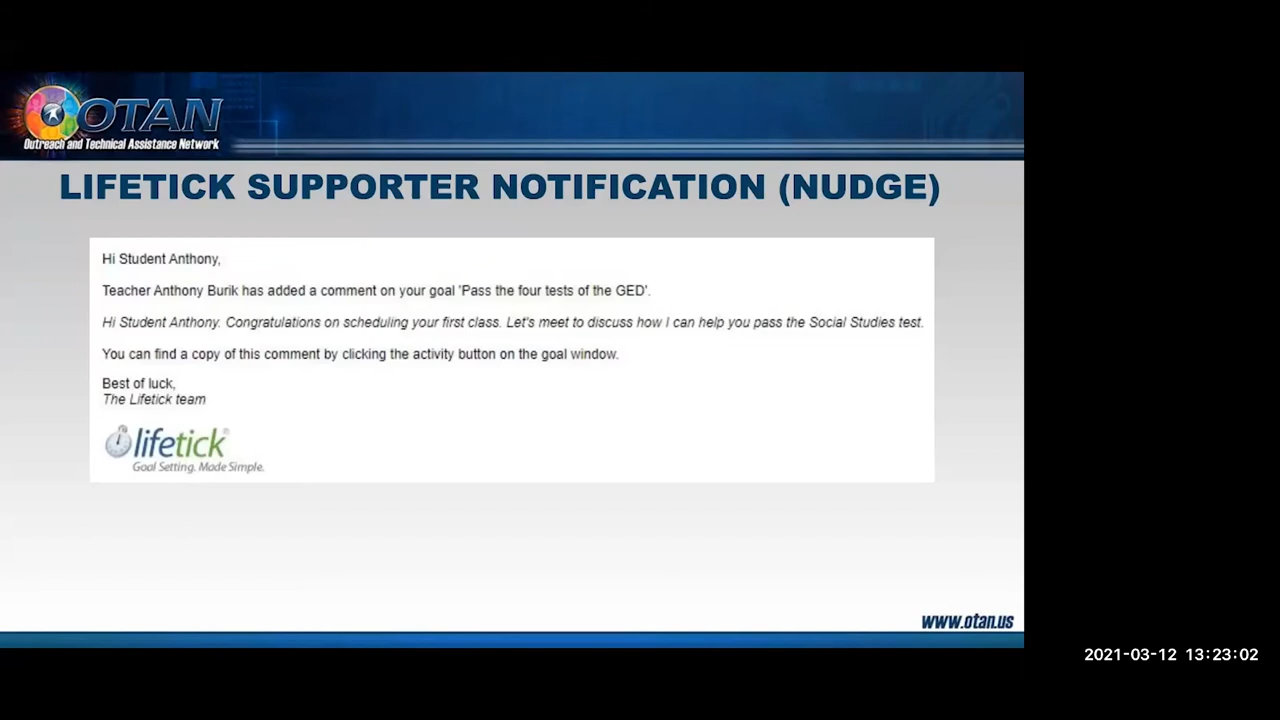 OTAN
Outreach and Technical Assistance Network
LIFETICK SUPPORTER NOTIFICATION (NUDGE)
Hi Student Anthony,
Teacher Anthony Burik has added a comment on your goal 'Pass the four tests of the GED'.
Hi Student Anthony. Congratulations on scheduling your first class. Let's meet to discuss how I can help you pass the Social Studies test.
You can find a copy of this comment by clicking the activity button on the goal window.
Best of luck,
The Lifetick team
lifetick®
Goal Setting. Made Simple.
www.otan.us
2021-03-12 13:23:02